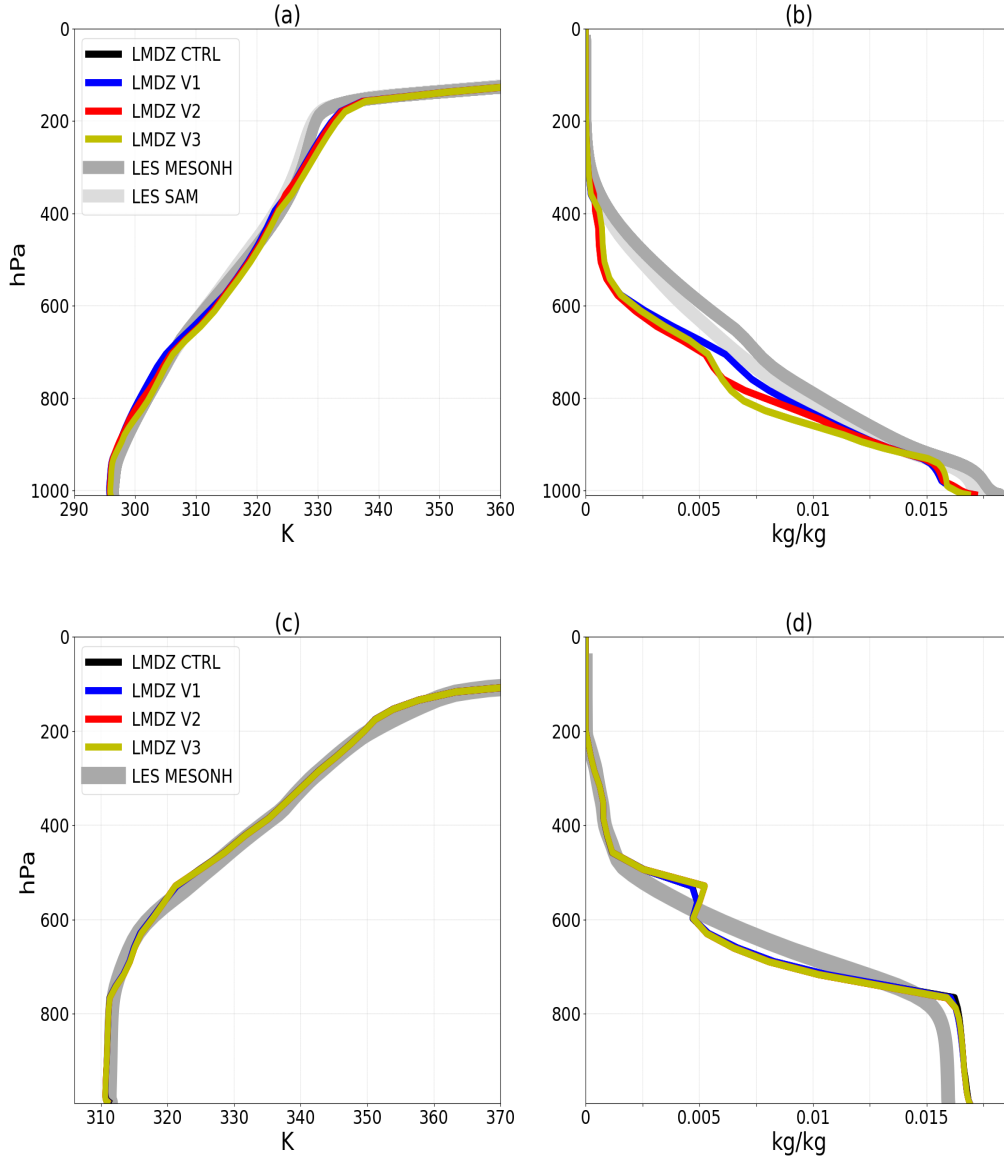 (a)
0
200
400
600
800
1000
hPa
LMDZ CTRL
LMDZ V1
LMDZ V2
LMDZ V3
LES MESONH
LES SAM
290 300 310 320 330 340 350 360
K
(b)
0
200
400
600
800
1000
0 0.005 0.01 0.015
kg/kg
(c)
0
200
400
600
800
hPa
LMDZ CTRL
LMDZ V1
LMDZ V2
LMDZ V3
LES MESONH
310 320 330 340 350 360 370
K
(d)
0
200
400
600
800
0 0.005 0.01 0.015
kg/kg